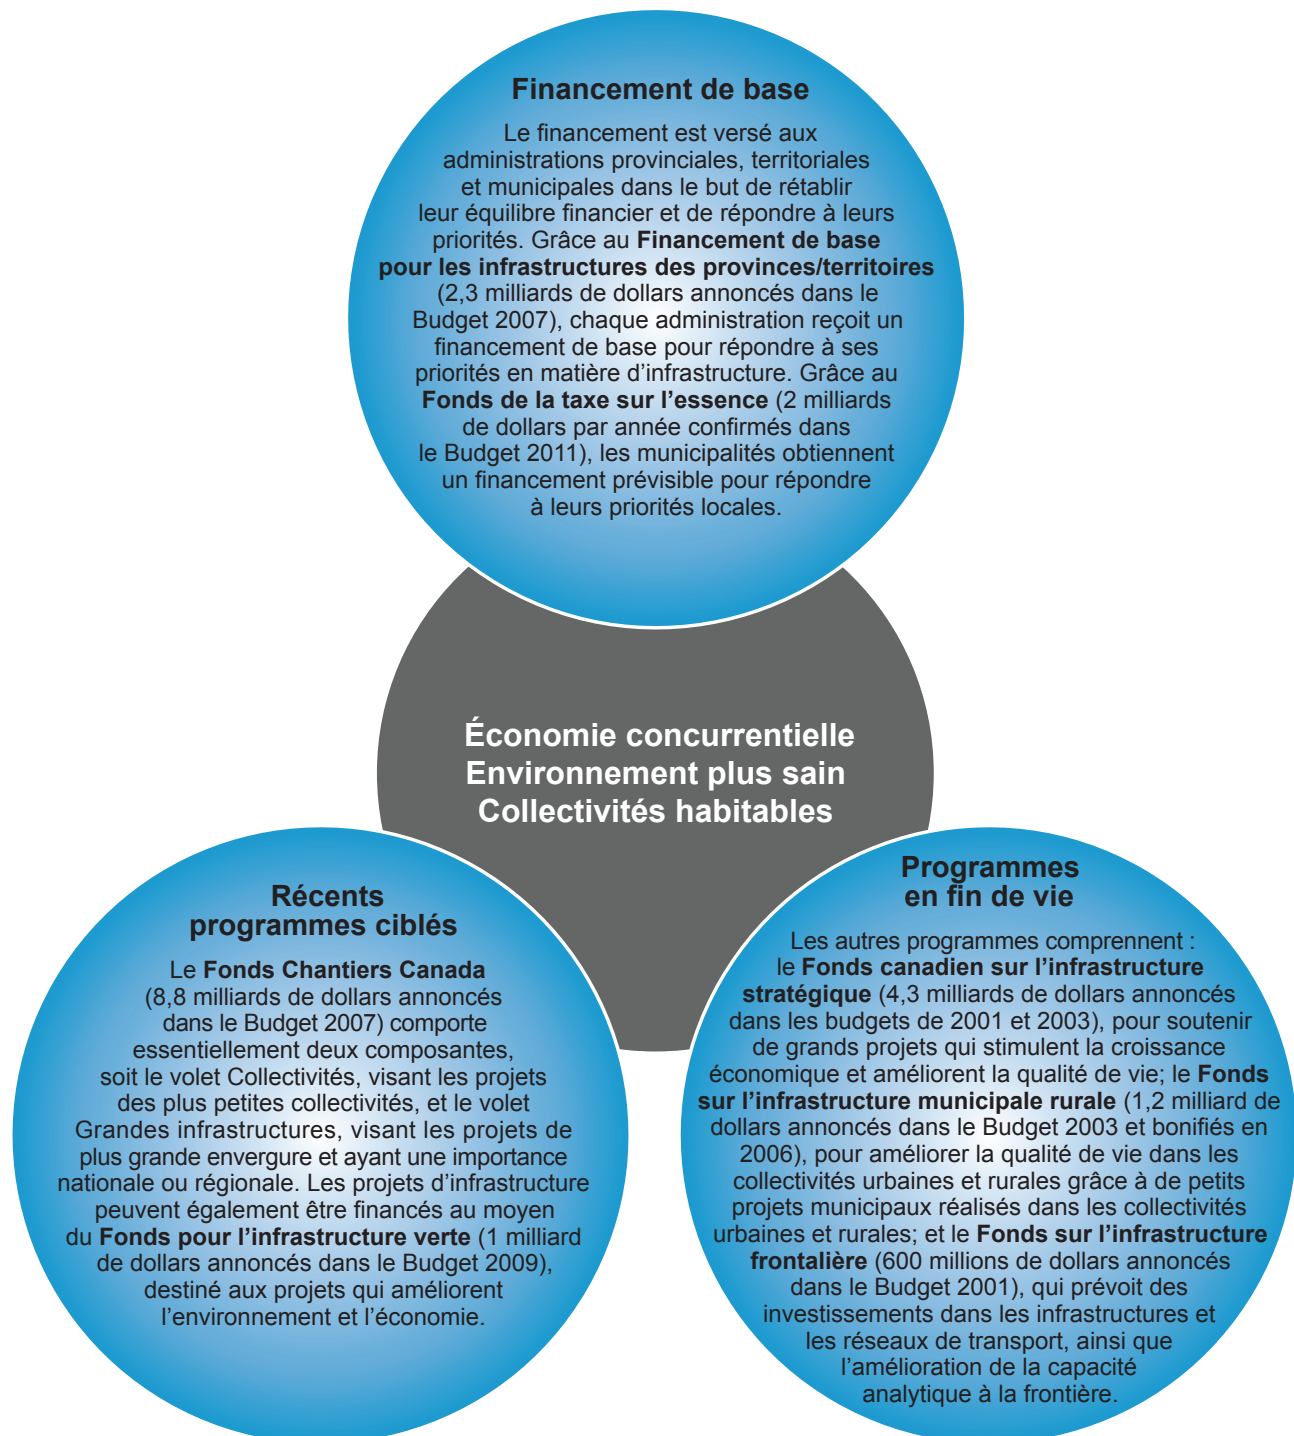 Financement de base
Le financement est versé aux
administrations provinciales, territoriales
et municipales dans le but de rétablir
leur équilibre financier et de répondre à leurs
priorités. Grâce au Financement de base
pour les infrastructures des provinces/territoires
(2,3 milliards de dollars annoncés dans le
Budget 2007), chaque administration reçoit un
financement de base pour répondre à ses
priorités en matière d’infrastructure. Grâce au
Fonds de la taxe sur l’essence (2 milliards
de dollars par année confirmés dans
le Budget 2011), les municipalités obtiennent
un financement prévisible pour répondre
à leurs priorités locales.
Économie concurrentielle
Environnement plus sain
Collectivités habitables
Récents
programmes ciblés
Le Fonds Chantiers Canada
(8,8 milliards de dollars annoncés
dans le Budget 2007) comporte
essentiellement deux composantes,
soit le volet Collectivités, visant les projets
des plus petites collectivités, et le volet
Grandes infrastructures, visant les projets de
plus grande envergure et ayant une importance
nationale ou régionale. Les projets d’infrastructure
peuvent également être financés au moyen
du Fonds pour l’infrastructure verte (1 milliard
de dollars annoncés dans le Budget 2009),
destiné aux projets qui améliorent
l’environnement et l’économie.
Programmes
en fin de vie
Les autres programmes comprennent :
le Fonds canadien sur l’infrastructure
stratégique (4,3 milliards de dollars annoncés
dans les budgets de 2001 et 2003), pour soutenir
de grands projets qui stimulent la croissance
économique et améliorent la qualité de vie; le Fonds
sur l’infrastructure municipale rurale (1,2 milliard de
dollars annoncés dans le Budget 2003 et bonifiés en
2006), pour améliorer la qualité de vie dans les
collectivités urbaines et rurales grâce à de petits
projets municipaux réalisés dans les collectivités
urbaines et rurales; et le Fonds sur l’infrastructure
frontalière (600 millions de dollars annoncés
dans le Budget 2001), qui prévoit des
investissements dans les infrastructures et
les réseaux de transport, ainsi que
l’amélioration de la capacité
analytique à la frontière.